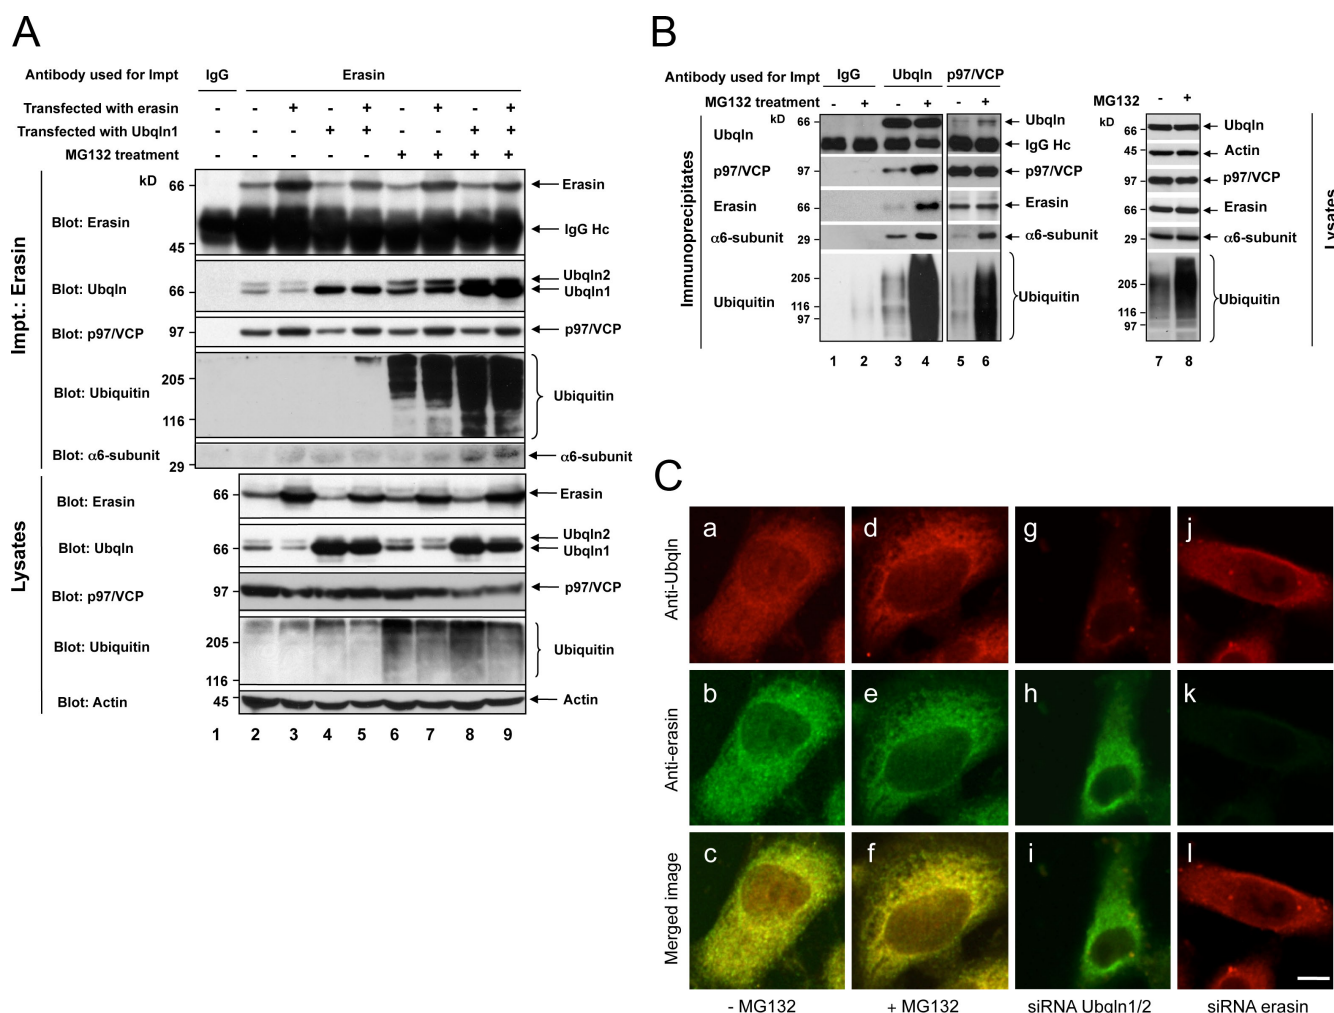 A
Antibody used for Impt IgG Erasin
Transfected with erasin - - + - + - + - +
Transfected with Ubqln1 - - - + + - - + +
MG132 treatment - - - - - + + + +
Impt.: Erasin
kD
Blot: Erasin 66 45 Erasin IgG Hc
Blot: Ubqln 66 Ubqln2 Ubqln1
Blot: p97/VCP 97 p97/VCP
Blot: Ubiquitin 205 116 Ubiquitin
Blot: α6-subunit 29 α6-subunit
Lysates
Blot: Erasin 66 Erasin
Blot: Ubqln 66 Ubqln2 Ubqln1
Blot: p97/VCP 97 p97/VCP
Blot: Ubiquitin 205 116 Ubiquitin
Blot: Actin 45 Actin
1 2 3 4 5 6 7 8 9
B
Antibody used for Impt IgG Ubqln p97/VCP
MG132 treatment - + - + - +
Immunoprecipitates
kD
Ubqln 66 Ubqln IgG Hc
p97/VCP 97 p97/VCP
Erasin 66 Erasin
α6-subunit 29 α6-subunit
Ubiquitin 205 116 97 Ubiquitin
1 2 3 4 5 6
MG132 - +
kD
66 Ubqln
45 Actin
97 p97/VCP
66 Erasin
29 α6-subunit
205 116 97 Ubiquitin
7 8
Lysates
C
Anti-Ubqln a d g j
Anti-erasin b e h k
Merged image c f i l
- MG132 + MG132 siRNA Ubqln1/2 siRNA erasin